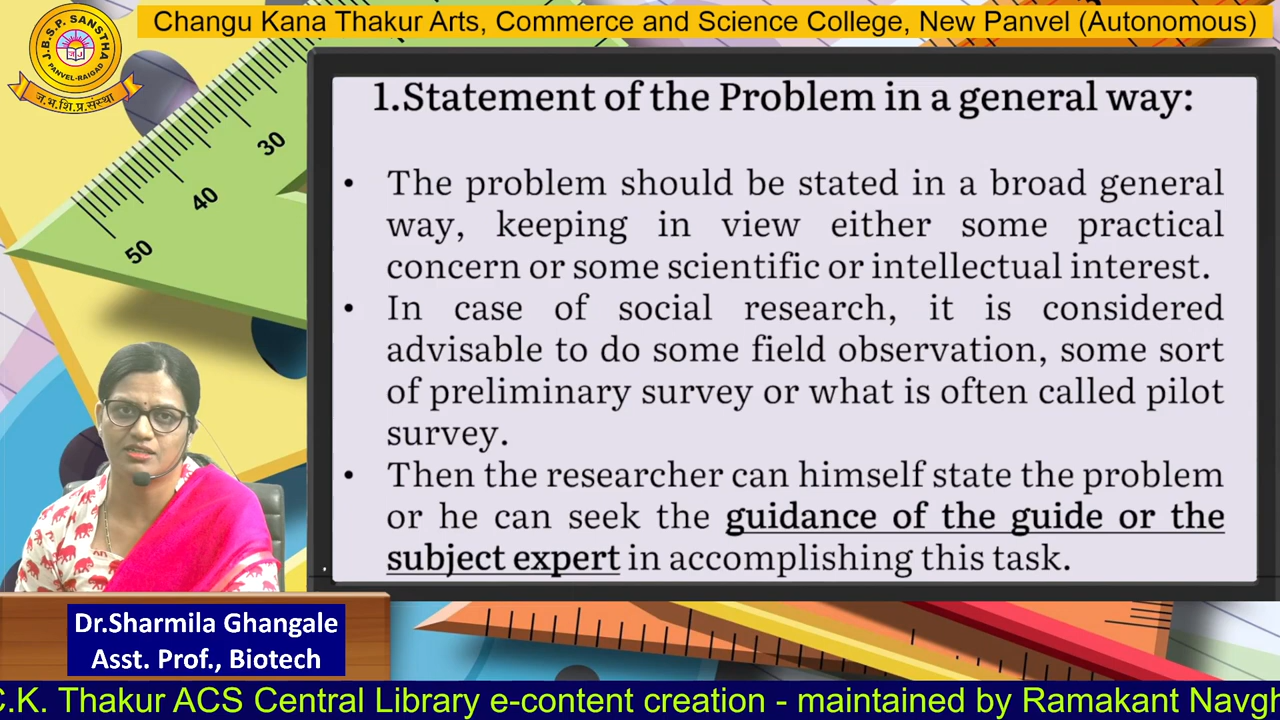 Changu Kana Thakur Arts, Commerce and Science College, New Panvel (Autonomous)
J.B.S.P. SANSTHA
PANVEL-RAIGAD
ज.भ.शि.प्र.संस्था
30
40
50
1.Statement of the Problem in a general way:
• The problem should be stated in a broad general
way, keeping in view either some practical
concern or some scientific or intellectual interest.
• In case of social research, it is considered
advisable to do some field observation, some sort
of preliminary survey or what is often called pilot
survey.
• Then the researcher can himself state the problem
or he can seek the guidance of the guide or the
subject expert in accomplishing this task.
Dr.Sharmila Ghangale
Asst. Prof., Biotech
C.K. Thakur ACS Central Library e-content creation - maintained by Ramakant Navgh